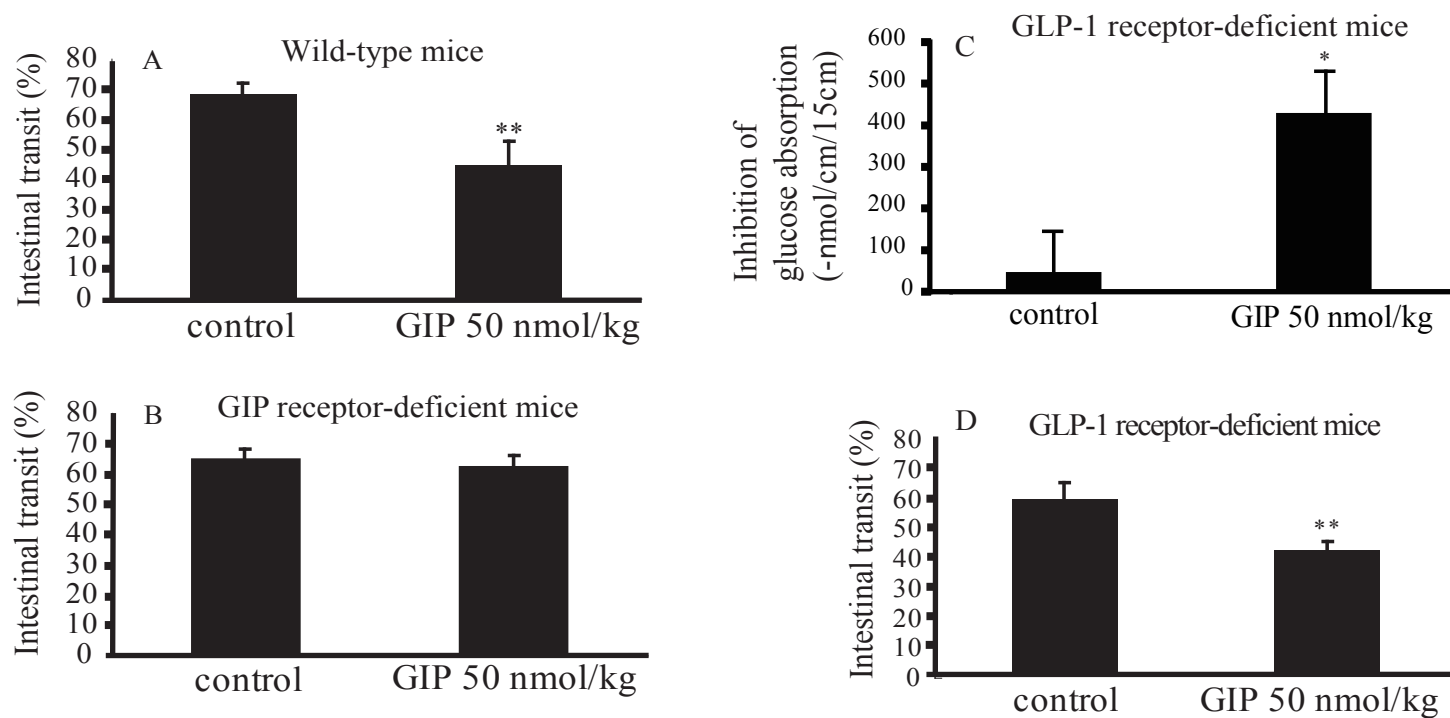 A
Wild-type mice
Intestinal transit (%)
80
70
60
50
40
30
20
10
0
**
control
GIP 50 nmol/kg
B
GIP receptor-deficient mice
Intestinal transit (%)
80
70
60
50
40
30
20
10
0
control
GIP 50 nmol/kg
C
GLP-1 receptor-deficient mice
Inhibition of
glucose absorption
(-nmol/cm/15cm)
600
500
400
300
200
100
0
*
control
GIP 50 nmol/kg
D
GLP-1 receptor-deficient mice
Intestinal transit (%)
80
70
60
50
40
30
20
10
0
**
control
GIP 50 nmol/kg